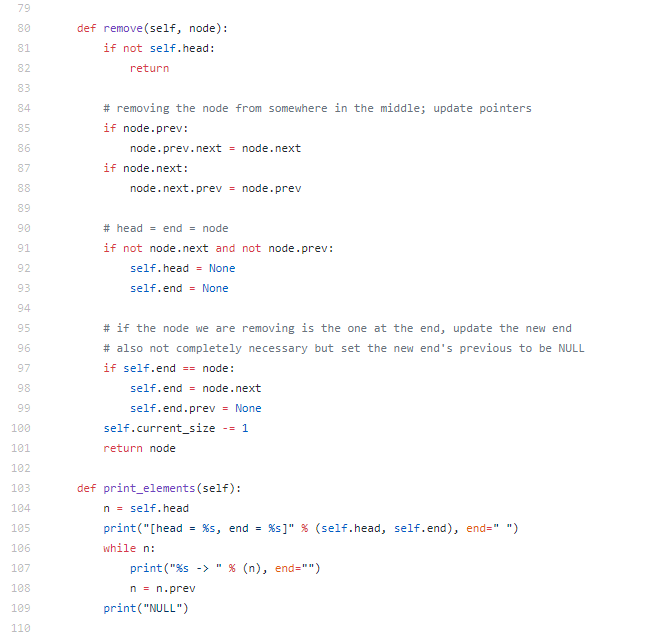 79
80 def remove(self, node):
81 if not self.head:
82 return
83
84 # removing the node from somewhere in the middle; update pointers
85 if node.prev:
86 node.prev.next = node.next
87 if node.next:
88 node.next.prev = node.prev
89
90 # head = end = node
91 if not node.next and not node.prev:
92 self.head = None
93 self.end = None
94
95 # if the node we are removing is the one at the end, update the new end
96 # also not completely necessary but set the new end's previous to be NULL
97 if self.end == node:
98 self.end = node.next
99 self.end.prev = None
100 self.current_size -= 1
101 return node
102
103 def print_elements(self):
104 n = self.head
105 print("[head = %s, end = %s]" % (self.head, self.end), end=" ")
106 while n:
107 print("%s -> " % (n), end="")
108 n = n.prev
109 print("NULL")
110